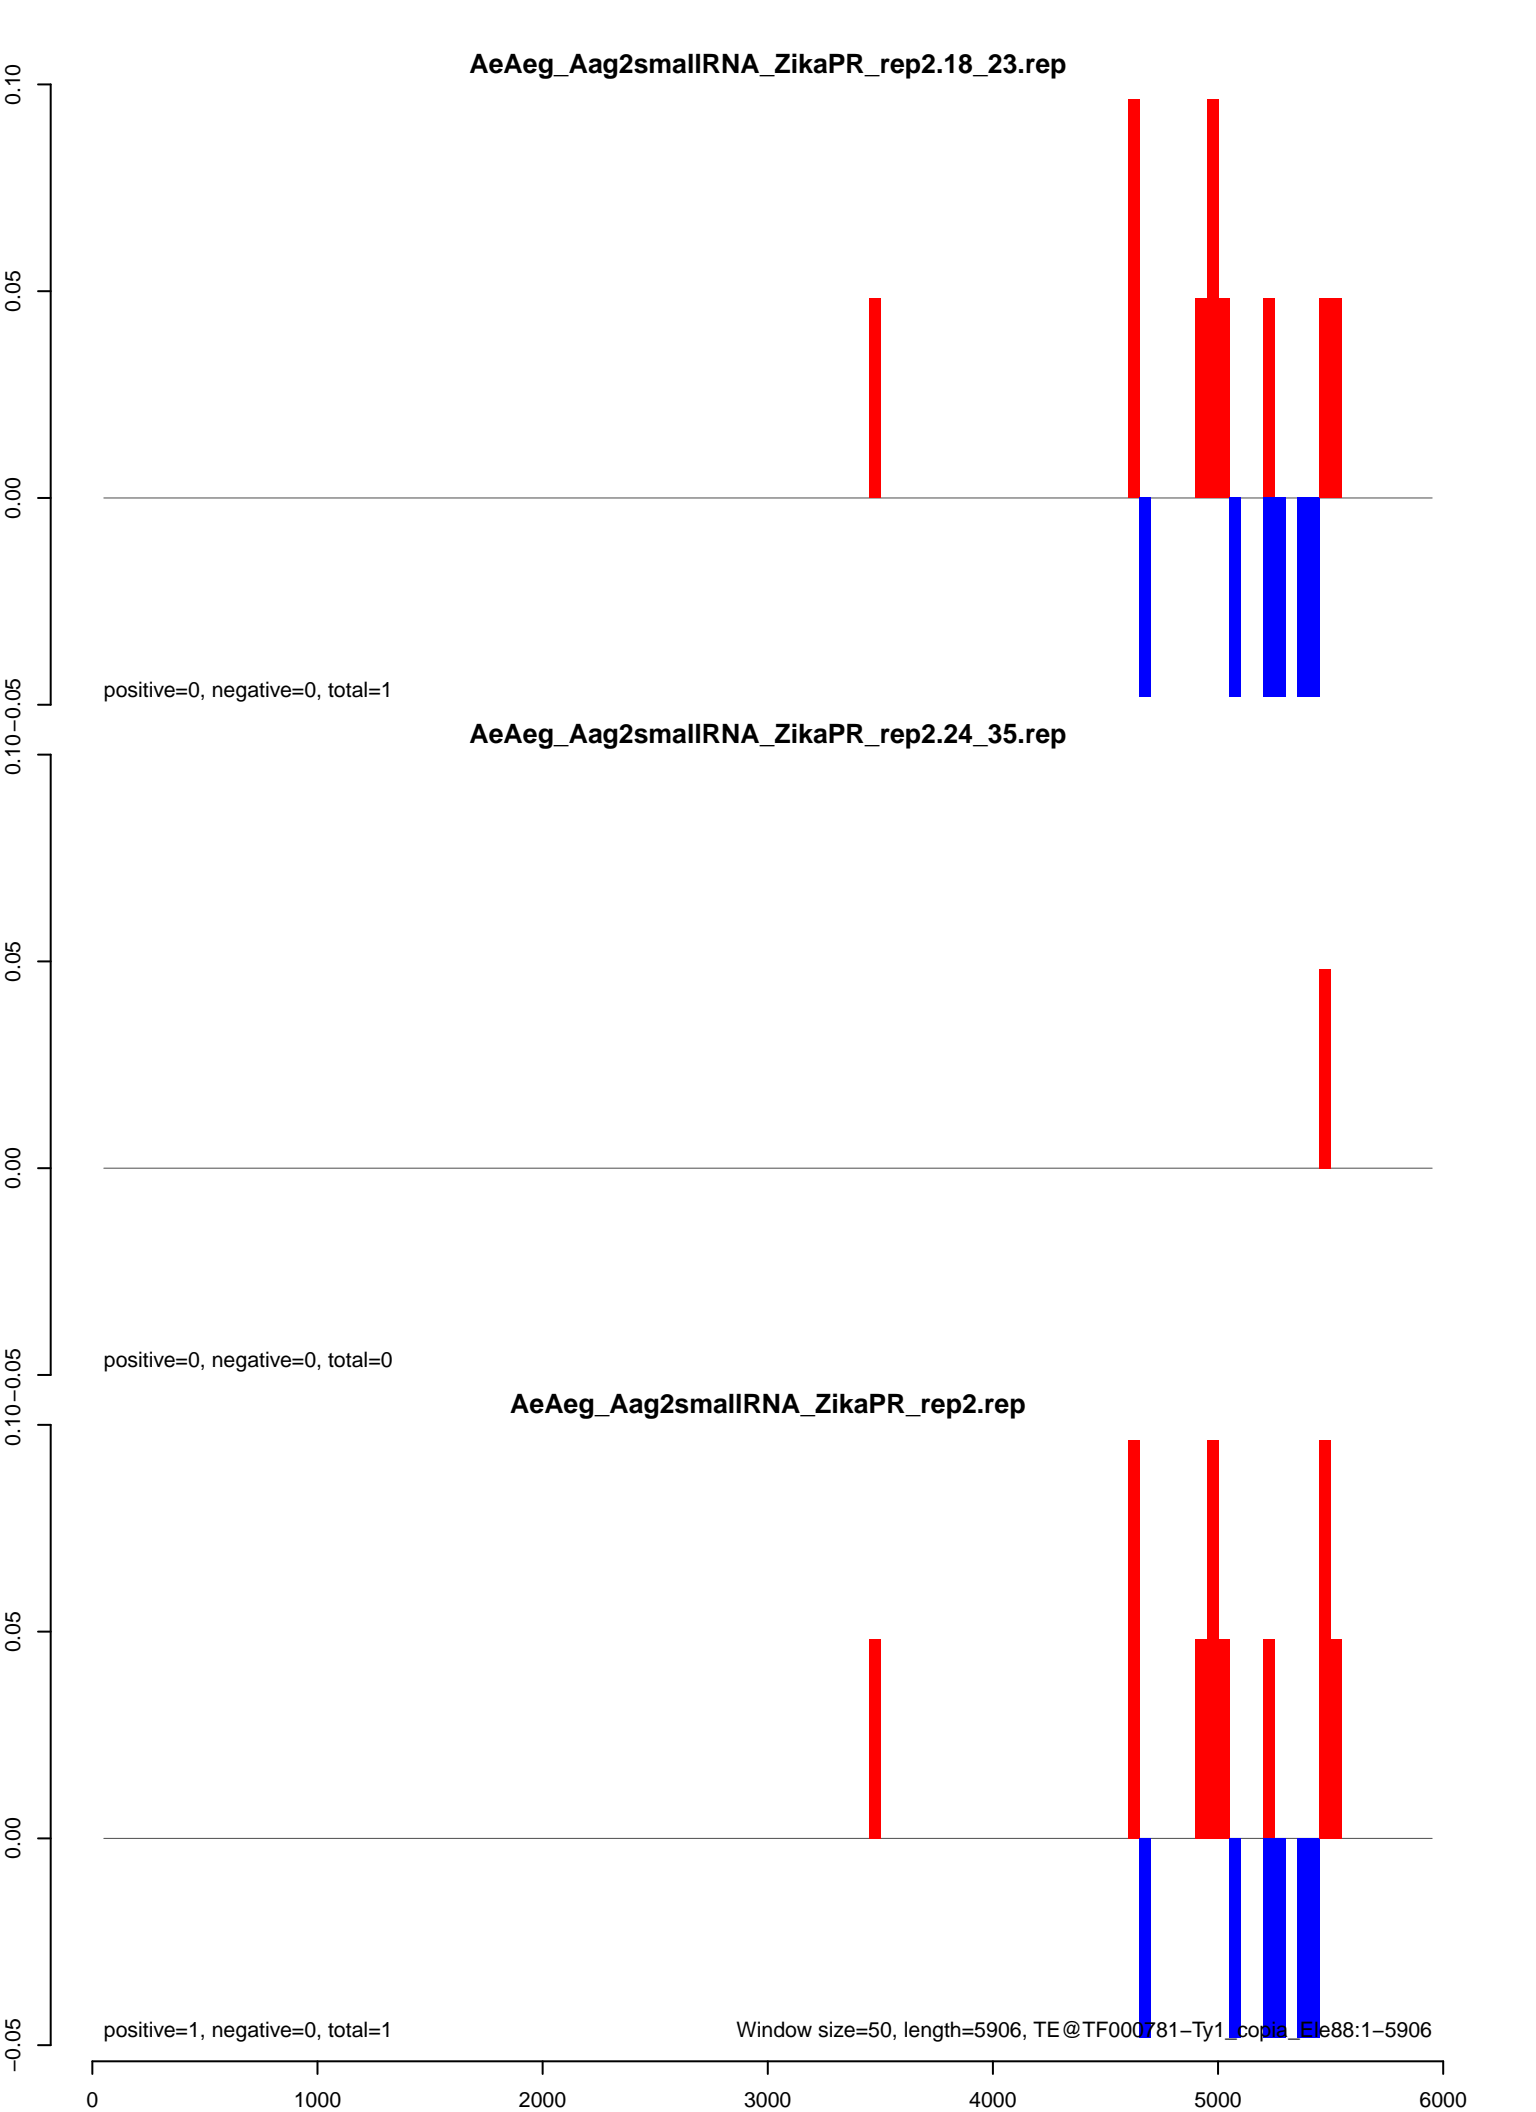 AeAeg_Aag2smallRNA_ZikaPR_rep2.18_23.rep
0.10
0.05
0.00
−0.05
positive=0, negative=0, total=1
AeAeg_Aag2smallRNA_ZikaPR_rep2.24_35.rep
0.10
0.05
0.00
−0.05
positive=0, negative=0, total=0
AeAeg_Aag2smallRNA_ZikaPR_rep2.rep
0.10
0.05
0.00
−0.05
positive=1, negative=0, total=1
Window size=50, length=5906, TE@TF000781−Ty1_copia_Ele88:1−5906
0 1000 2000 3000 4000 5000 6000